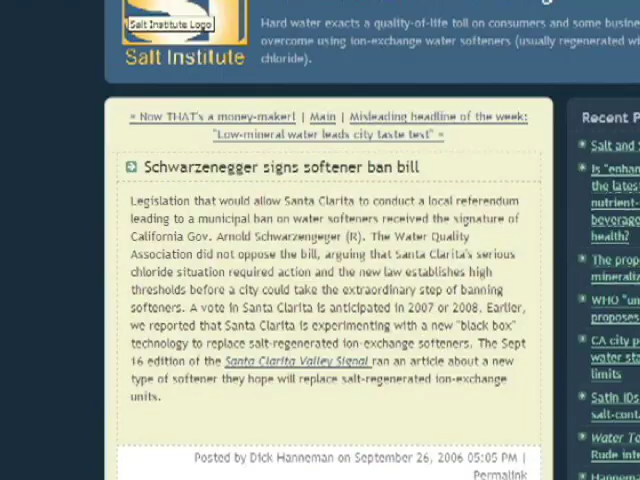 Salt Institute Logo
Salt Institute
Hard water exacts a quality-of-life toll on consumers and some
overcome using ion-exchange water softeners (usually regenerated
chloride).
» Now THAT's a money-maker! | Main | Misleading headline of the week:
"Low-mineral water leads city taste test" «
Schwarzenegger signs softener ban bill
Legislation that would allow Santa Clarita to conduct a local referendum
leading to a municipal ban on water softeners received the signature of
California Gov. Arnold Schwarzengeger (R). The Water Quality
Association did not oppose the bill, arguing that Santa Clarita's serious
chloride situation required action and the new law establishes high
thresholds before a city could take the extraordinary step of banning
softeners. A vote in Santa Clarita is anticipated in 2007 or 2008. Earlier,
we reported that Santa Clarita is experimenting with a new "black box"
technology to replace salt-regenerated ion-exchange softeners. The Sept
16 edition of the Santa Clarita Valley Signal ran an article about a new
type of softener they hope will replace salt-regenerated ion-exchange
units.
Posted by Dick Hanneman on September 26, 2006 05:05 PM |
Permalink
Recent P
Salt and
Is "enhan
the latest
nutrient-
beverage
health?
The prop
mineraliz
WHO "un
proposes
CA city p
water sta
limits
Satin IDs
salt-cont
Water To
Rude inte
Hannema